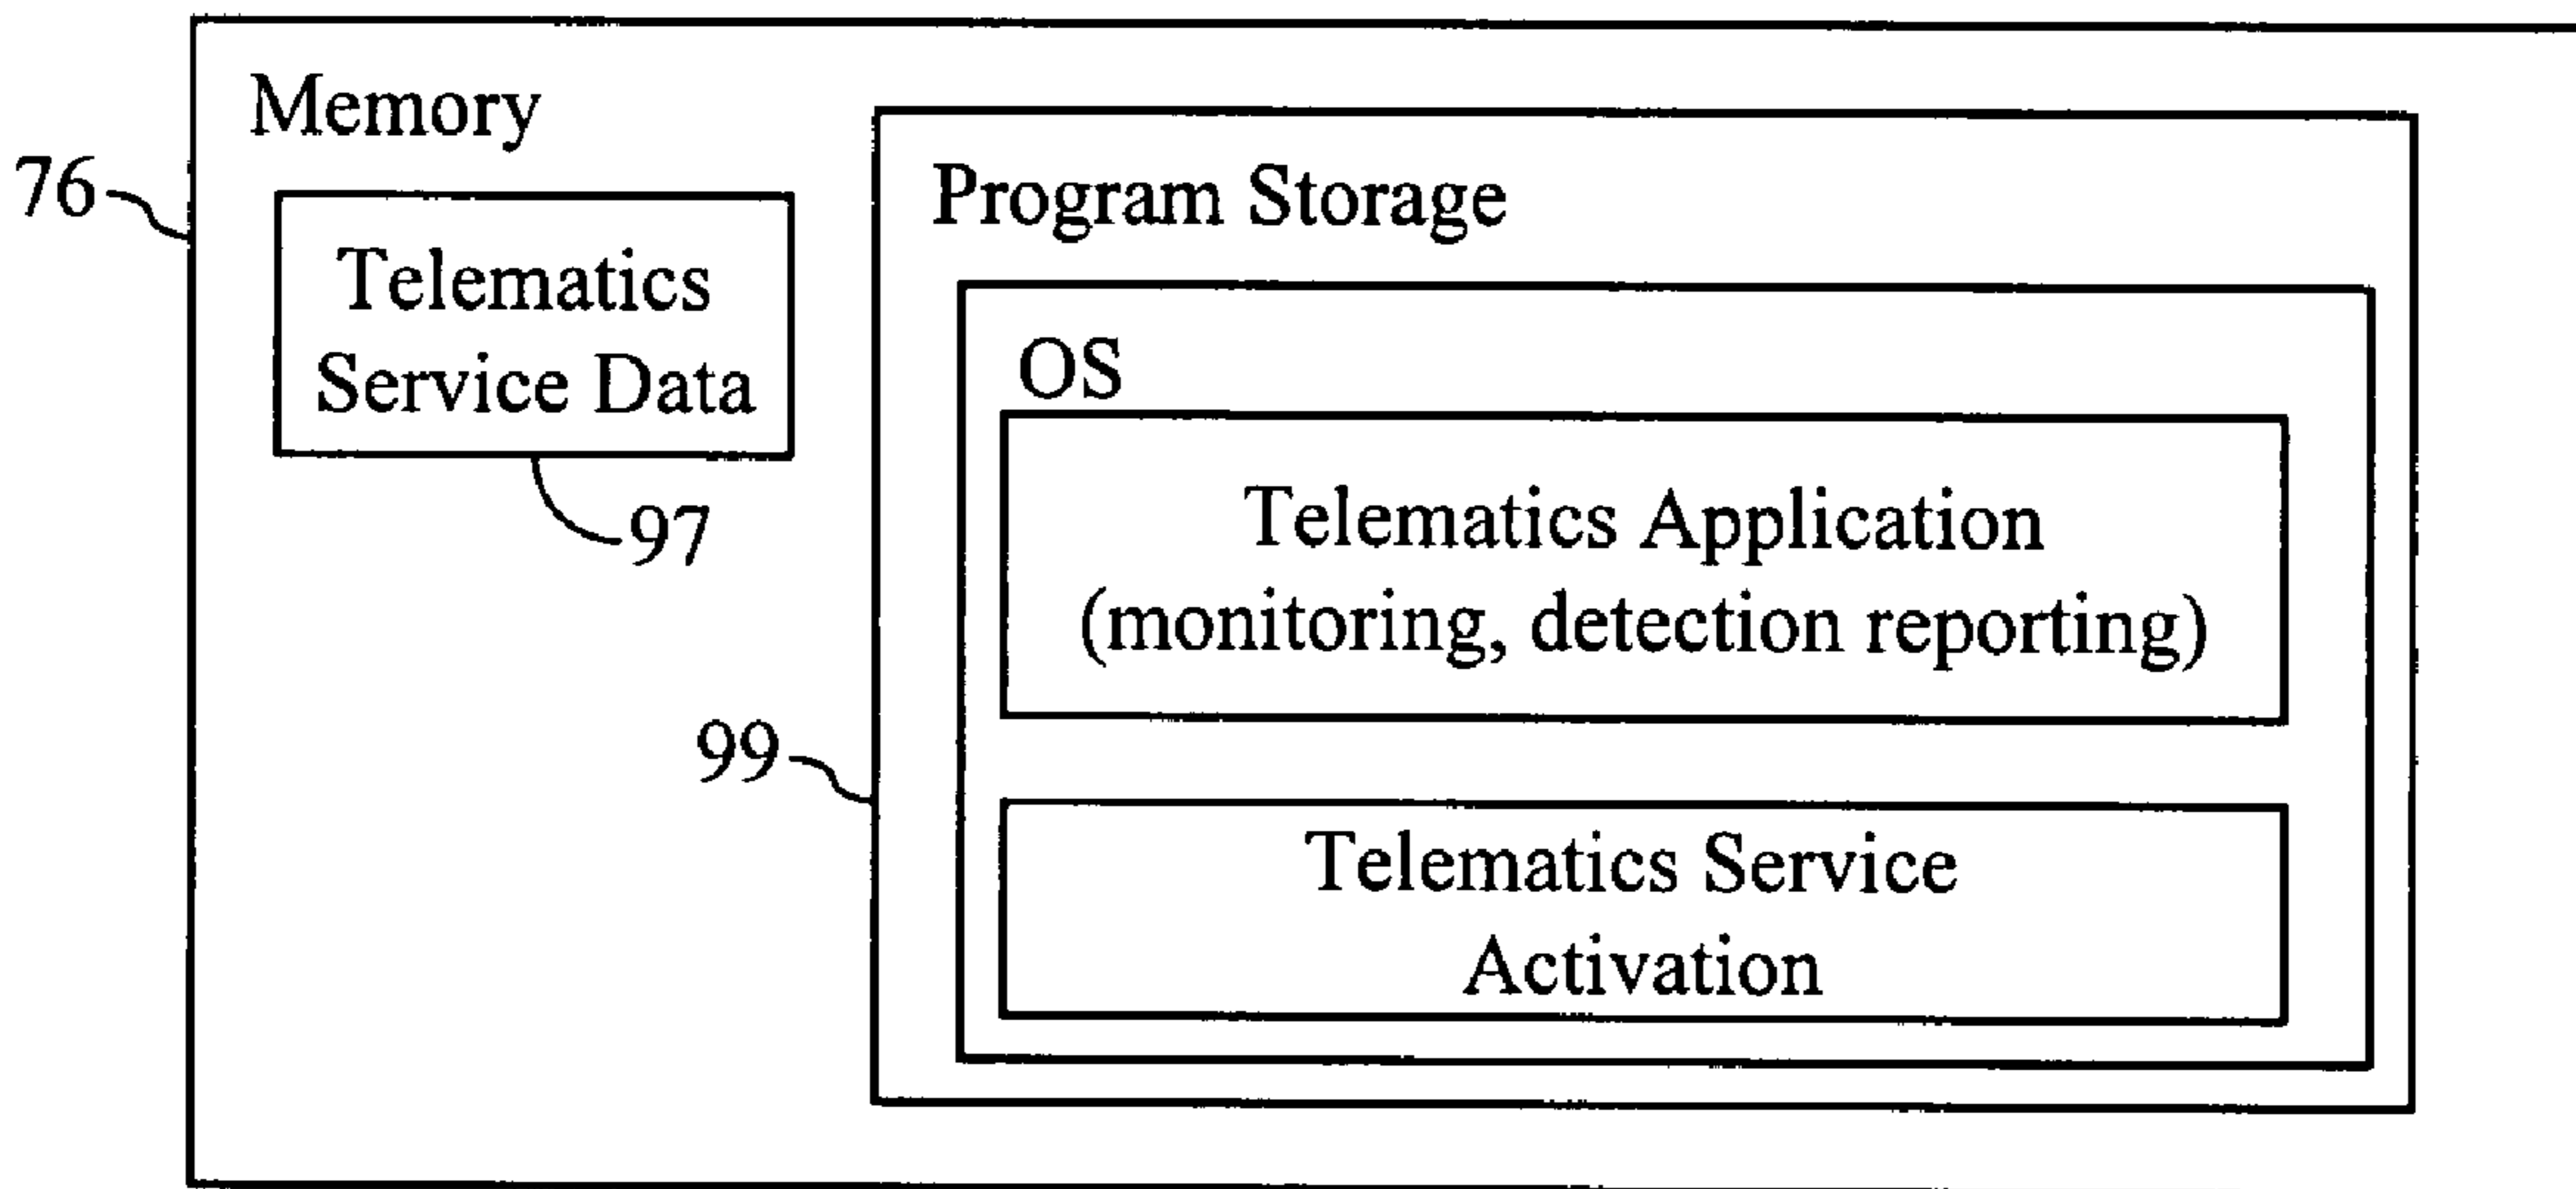 Memory
76
Telematics
Service Data
97
Program Storage
OS
Telematics Application
(monitoring, detection reporting)
99
Telematics Service
Activation